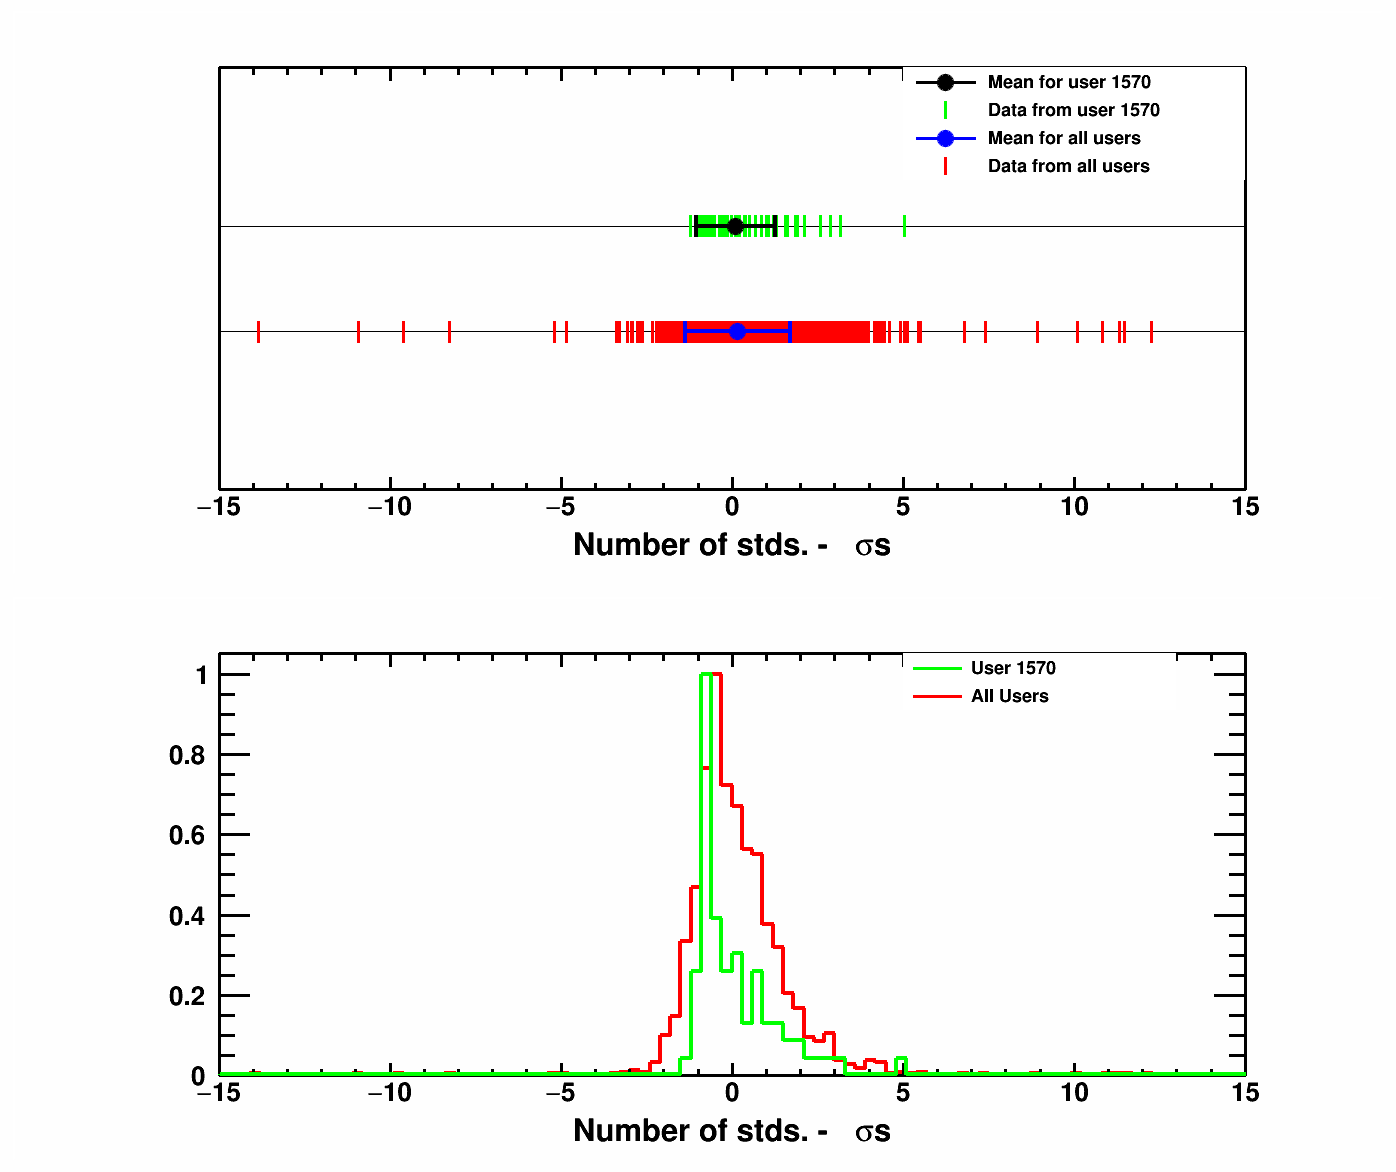 Mean for user 1570
Data from user 1570
Mean for all users
Data from all users
−15 −10 −5 0 5 10 15
Number of stds. - σs
User 1570
All Users
1
0.8
0.6
0.4
0.2
0
−15 −10 −5 0 5 10 15
Number of stds. - σs